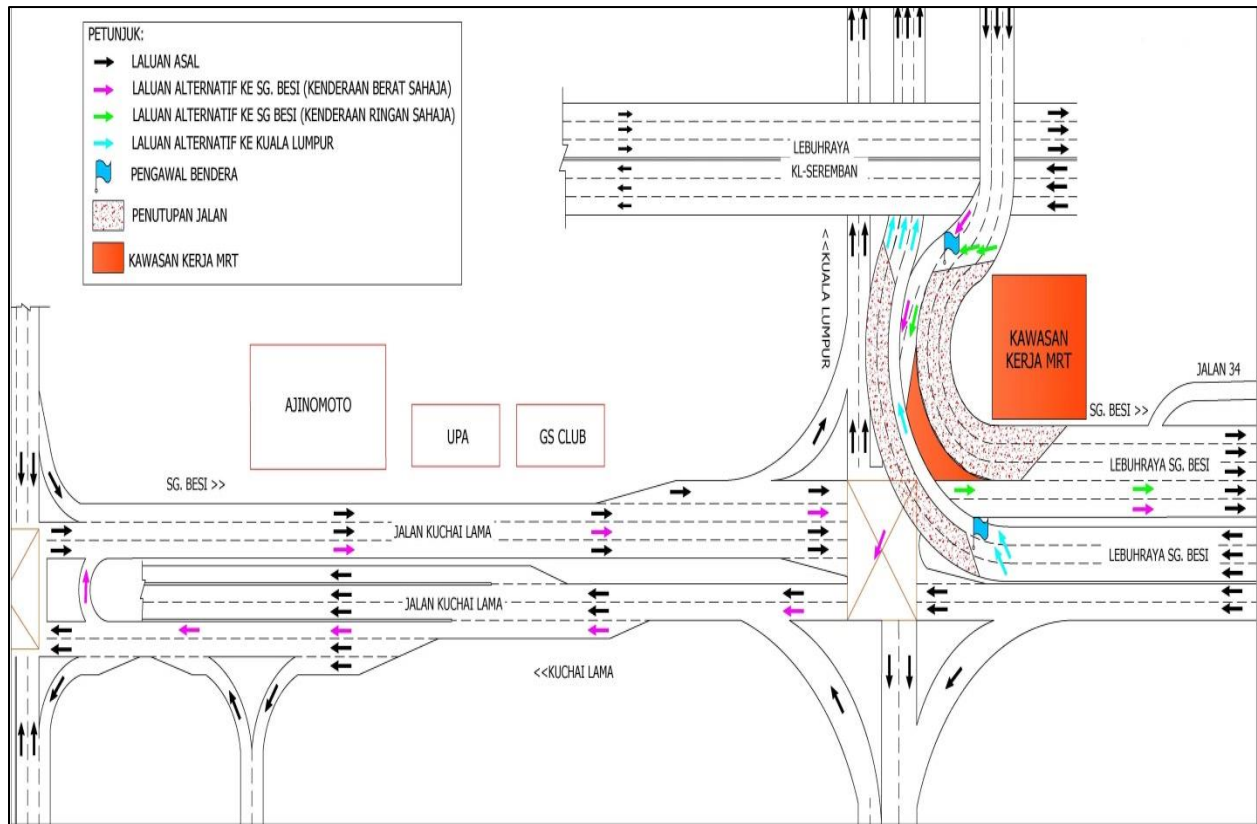 PETUNJUK:
LALUAN ASAL
LALUAN ALTERNATIF KE SG. BESI (KENDERAAN BERAT SAHAJA)
LALUAN ALTERNATIF KE SG BESI (KENDERAAN RINGAN SAHAJA)
LALUAN ALTERNATIF KE KUALA LUMPUR
PENGAWAL BENDERA
PENUTUPAN JALAN
KAWASAN KERJA MRT
LEBUHRAYA
KL-SEREMBAN
<<KUALA LUMPUR
KAWASAN
KERJA MRT
JALAN 34
SG. BESI >>
AJINOMOTO
UPA
GS CLUB
LEBUHRAYA SG. BESI
SG. BESI >>
JALAN KUCHAI LAMA
LEBUHRAYA SG. BESI
JALAN KUCHAI LAMA
<<KUCHAI LAMA